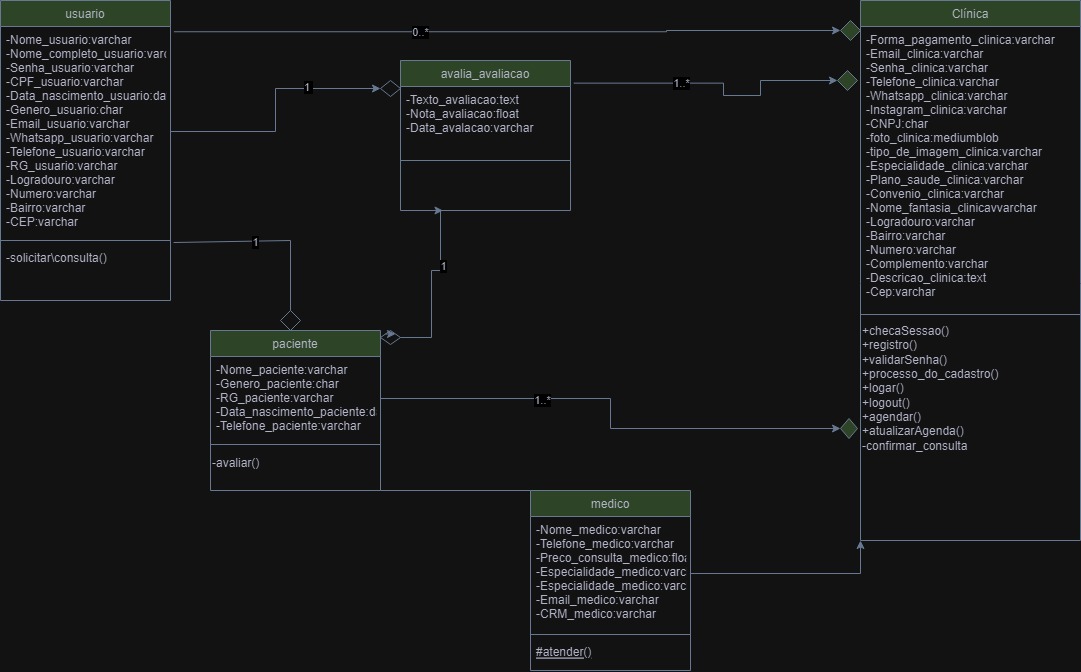 usuario
-Nome_usuario:varchar
-Nome_completo_usuario:varc
-Senha_usuario:varchar
-CPF_usuario:varchar
-Data_nascimento_usuario:da
-Genero_usuario:char
-Email_usuario:varchar
-Whatsapp_usuario:varchar
-Telefone_usuario:varchar
-RG_usuario:varchar
-Logradouro:varchar
-Numero:varchar
-Bairro:varchar
-CEP:varchar
-solicitar\consulta()
0..*
1
avalia_avaliacao
-Texto_avaliacao:text
-Nota_avaliacao:float
-Data_avalacao:varchar
1..*
1
1
paciente
-Nome_paciente:varchar
-Genero_paciente:char
-RG_paciente:varchar
-Data_nascimento_paciente:d
-Telefone_paciente:varchar
-avaliar()
1..*
medico
-Nome_medico:varchar
-Telefone_medico:varchar
-Preco_consulta_medico:floa
-Especialidade_medico:varc
-Especialidade_medico:varc
-Email_medico:varchar
-CRM_medico:varchar
#atender()
Clínica
-Forma_pagamento_clinica:varchar
-Email_clinica:varchar
-Senha_clinica:varchar
-Telefone_clinica:varchar
-Whatsapp_clinica:varchar
-Instagram_clinica:varchar
-CNPJ:char
-foto_clinica:mediumblob
-tipo_de_imagem_clinica:varchar
-Especialidade_clinica:varchar
-Plano_saude_clinica:varchar
-Convenio_clinica:varchar
-Nome_fantasia_clinicavvarchar
-Logradouro:varchar
-Bairro:varchar
-Numero:varchar
-Complemento:varchar
-Descricao_clinica:text
-Cep:varchar
+checaSessao()
+registro()
+validarSenha()
+processo_do_cadastro()
+logar()
+logout()
+agendar()
+atualizarAgenda()
-confirmar_consulta